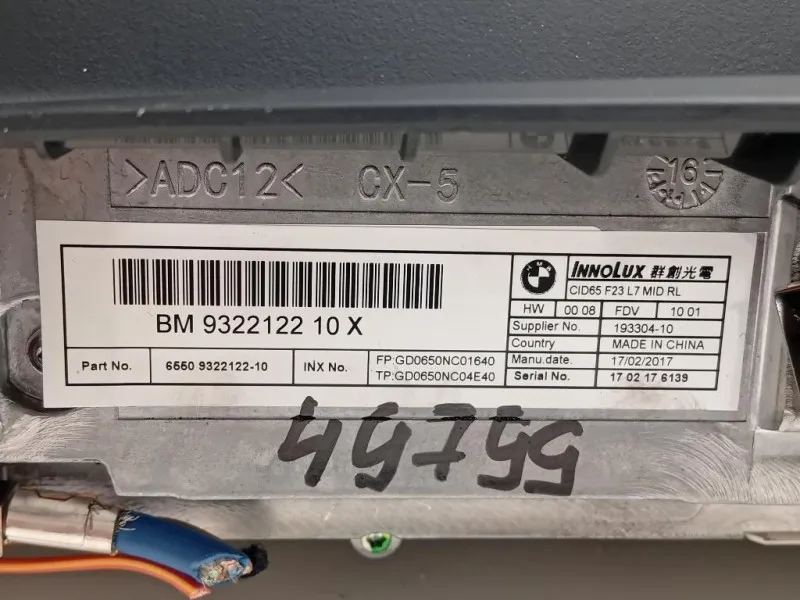 >ADC12< CX-5
16
BM 9322122 10 X
Part No. 6550 9322122-10 INX No. FP:GD0650NC01640
TP:GD0650NC04E40
BMW INNOLUX 群創光電
CID65 F23 L7 MID RL
HW 00 08 FDV 10 01
Supplier No. 193304-10
Country MADE IN CHINA
Manu.date. 17/02/2017
Serial No. 17 02 17 6139